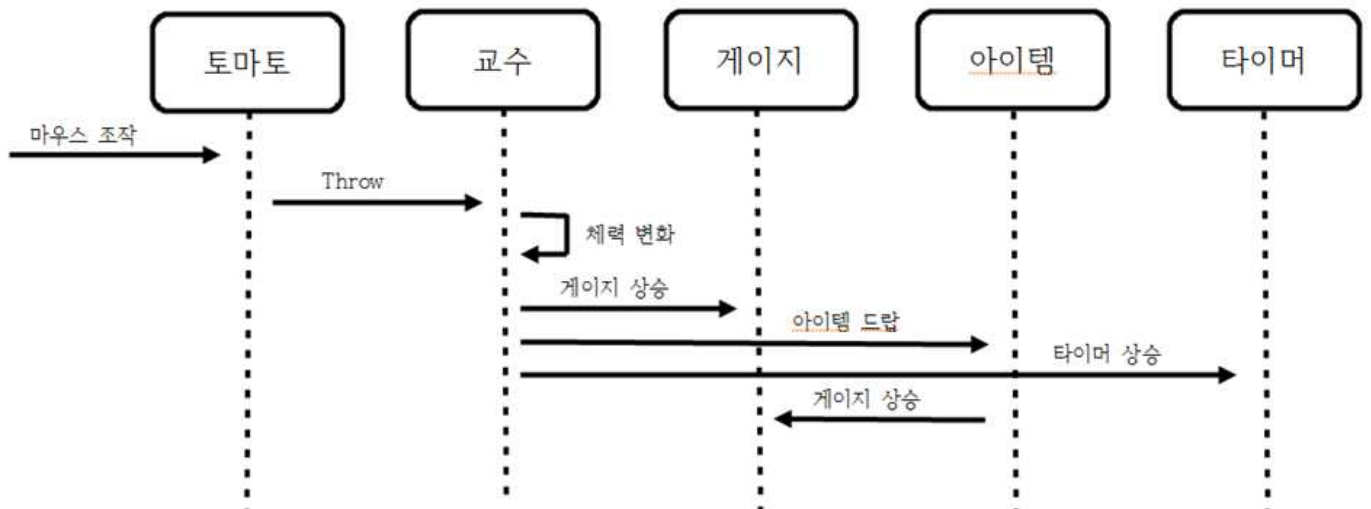 토마토
교수
게이지
아이템
타이머
마우스 조작
Throw
체력 변화
게이지 상승
아이템 드랍
타이머 상승
게이지 상승